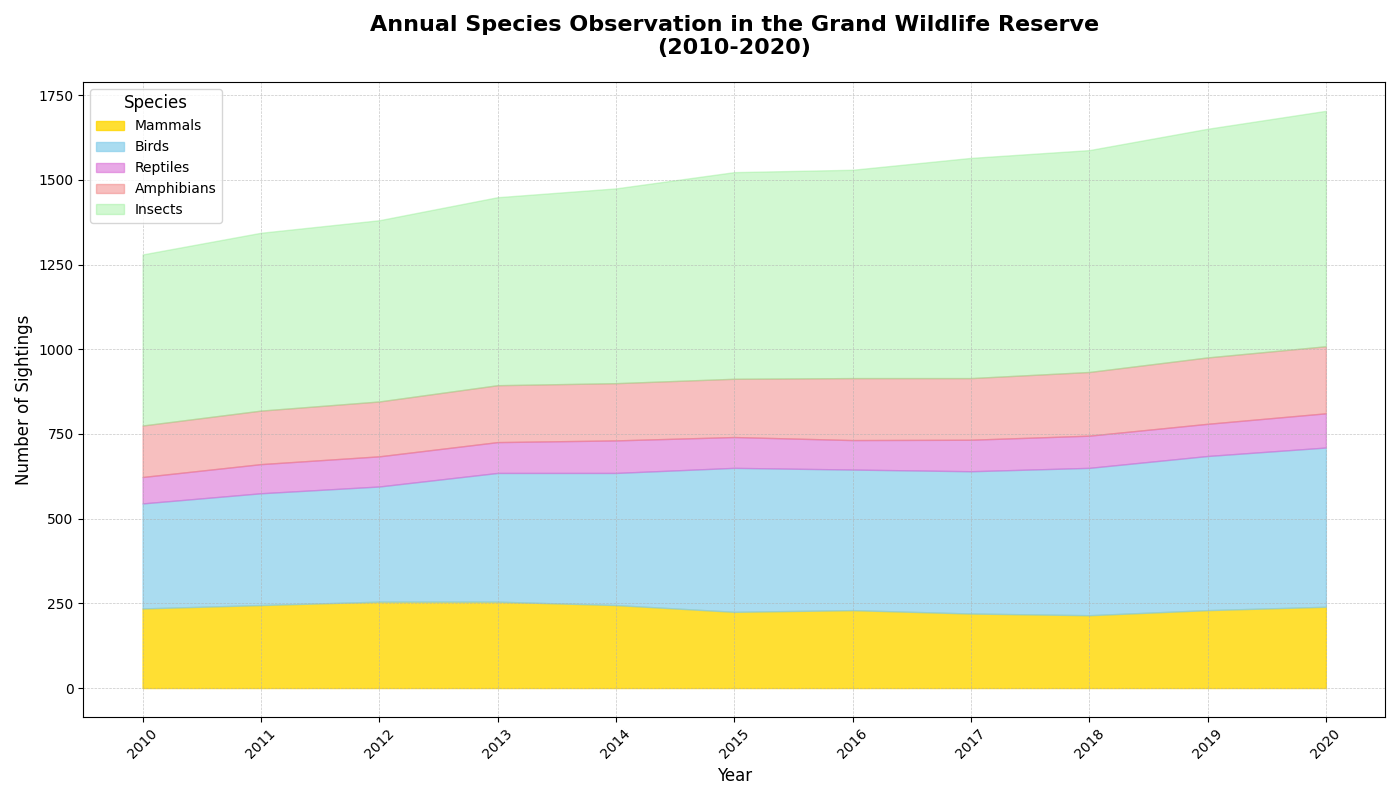 Annual Species Observation in the Grand Wildlife Reserve
(2010-2020)
1750
1500
1250
1000
750
500
250
0
Number of Sightings
Species
Mammals
Birds
Reptiles
Amphibians
Insects
2010
2011
2012
2013
2014
2015
2016
2017
2018
2019
2020
Year